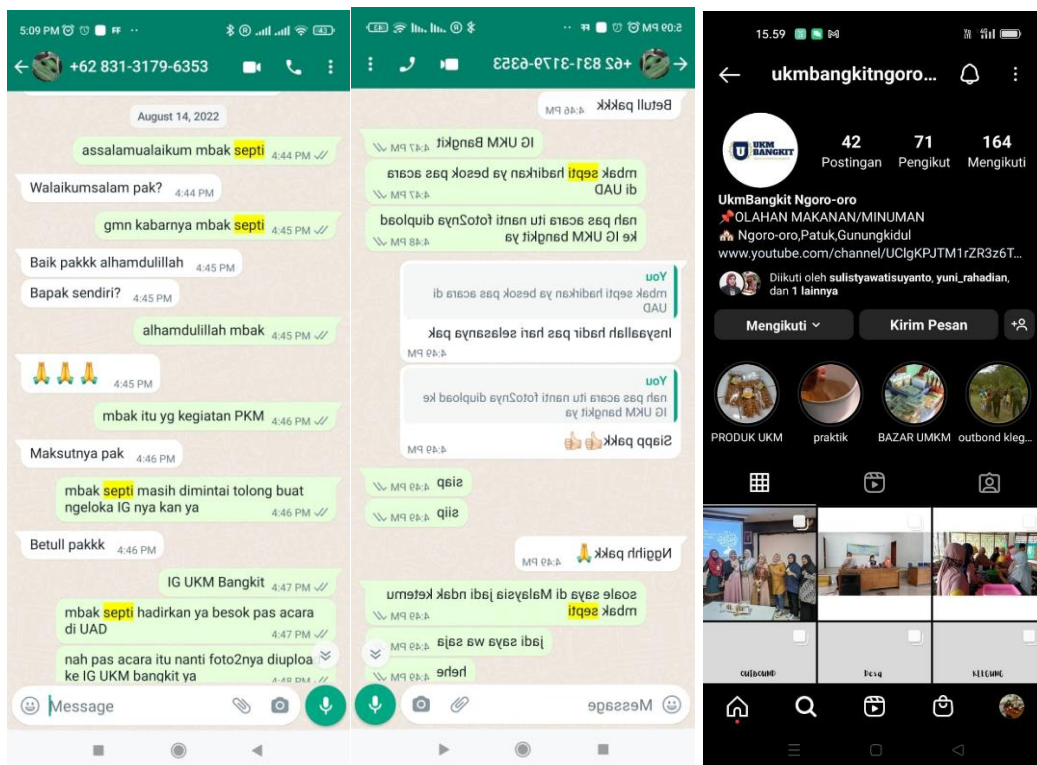 5:09 PM
FF
43
+62 831-3179-6353
August 14, 2022
assalamualaikum mbak septi 4:44 PM
Walaikumsalam pak? 4:44 PM
gmn kabarnya mbak septi 4:45 PM
Baik pakkk alhamdulillah 4:45 PM
Bapak sendiri? 4:45 PM
alhamdulillah mbak 4:45 PM
4:45 PM
mbak itu yg kegiatan PKM 4:46 PM
Maksutnya pak 4:46 PM
mbak septi masih dimintai tolong buat
ngeloka IG nya kan ya 4:46 PM
Betull pakkk 4:46 PM
IG UKM Bangkit 4:47 PM
mbak septi hadirkan ya besok pas acara
di UAD 4:47 PM
nah pas acara itu nanti foto2nya diuploa
ke IG UKM bangkit ya 4:48 PM
Message
5:09 PM
FF
43
+62 831-3179-6353
Betull pakkk 4:46 PM
IG UKM Bangkit 4:47 PM
mbak septi hadirkan ya besok pas acara
di UAD 4:47 PM
nah pas acara itu nanti foto2nya diupload
ke IG UKM bangkit ya 4:48 PM
You
mbak septi hadirkan ya besok pas acara di
UAD
Insyaallah hadir pas hari selasanya pak
4:49 PM
You
nah pas acara itu nanti foto2nya diupload ke
IG UKM bangkit ya
Siapp pakk 4:49 PM
siap 4:49 PM
siip 4:49 PM
Nggihh pakk 4:49 PM
soale saya di Malaysia jadi ndak ketemu
mbak septi 4:49 PM
jadi saya wa saja 4:49 PM
hehe 4:49 PM
Message
15.59
ukmbangkitngoro...
UKM
BANGKIT
42 71 164
Postingan Pengikut Mengikuti
UkmBangkit Ngoro-oro
OLAHAN MAKANAN/MINUMAN
Ngoro-oro,Patuk,Gunungkidul
www.youtube.com/channel/UClgKPJTM1rZR3z6T...
Diikuti oleh sulistyawatisuyanto, yuni_rahadian,
dan 1 lainnya
Mengikuti Kirim Pesan
PRODUK UKM praktik BAZAR UMKM outbond kleg...
OUTBOUND Desa KLEGUNG